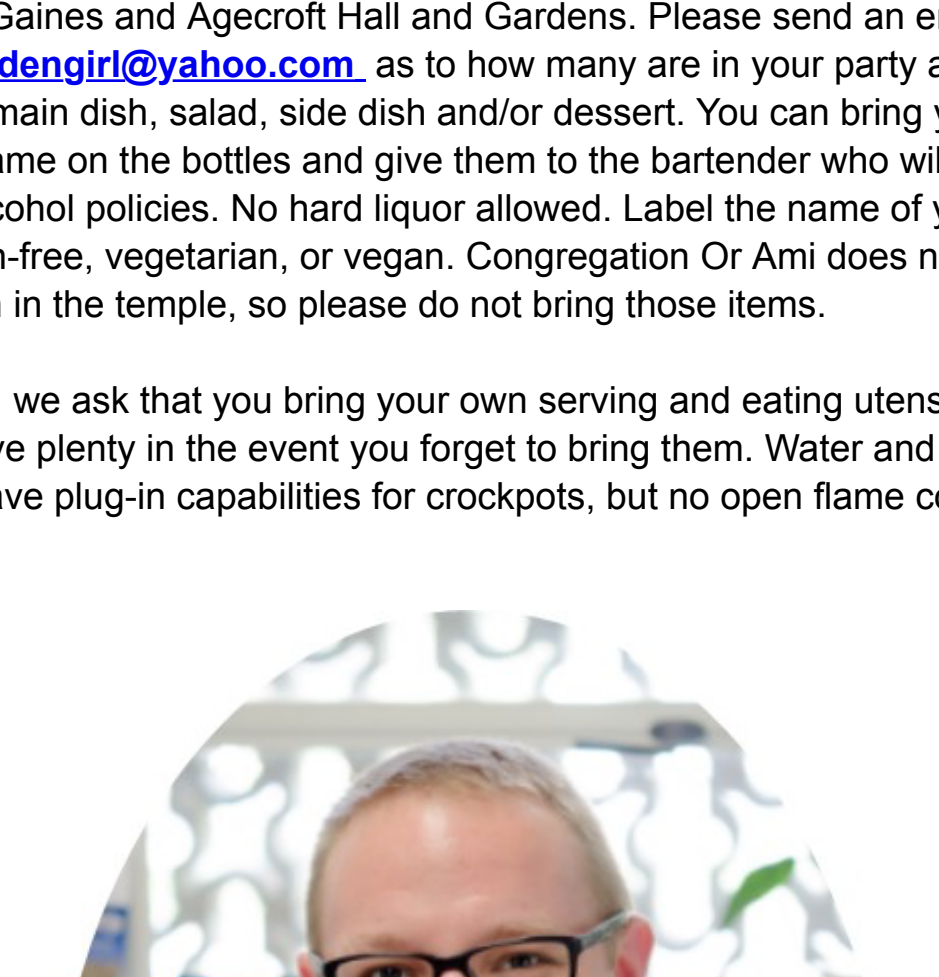 Gaines and Agecroft Hall and Gardens. Please send an e
dengirl@yahoo.com as to how many are in your party a
main dish, salad, side dish and/or dessert. You can bring y
ame on the bottles and give them to the bartender who wil
cohol policies. No hard liquor allowed. Label the name of y
-free, vegetarian, or vegan. Congregation Or Ami does n
in the temple, so please do not bring those items.
we ask that you bring your own serving and eating utens
ve plenty in the event you forget to bring them. Water and
ave plug-in capabilities for crockpots, but no open flame co